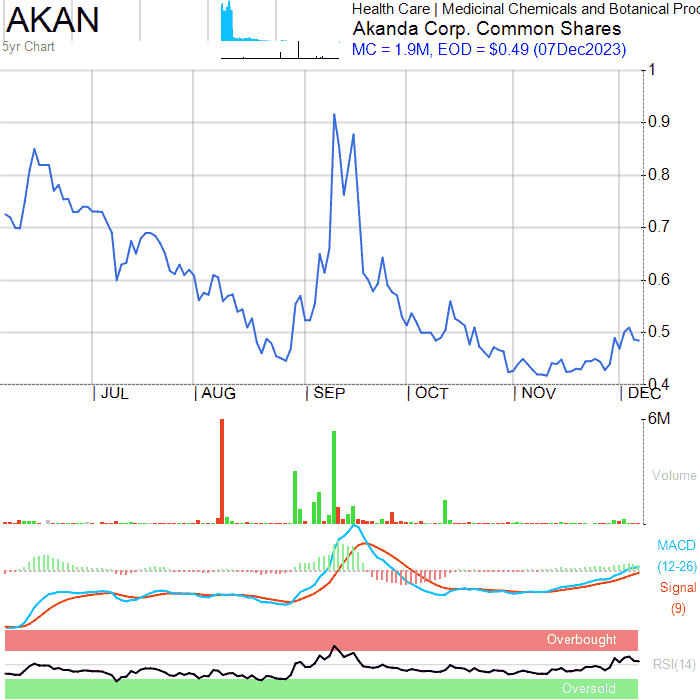 AKAN
5yr Chart
Health Care | Medicinal Chemicals and Botanical Proc
Akanda Corp. Common Shares
MC = 1.9M, EOD = $0.49 (07Dec2023)
1
0.9
0.8
0.7
0.6
0.5
0.4
JUL AUG SEP OCT NOV DEC
6M
Volume
MACD
(12-26)
Signal
(9)
Overbought
RSI(14)
Oversold